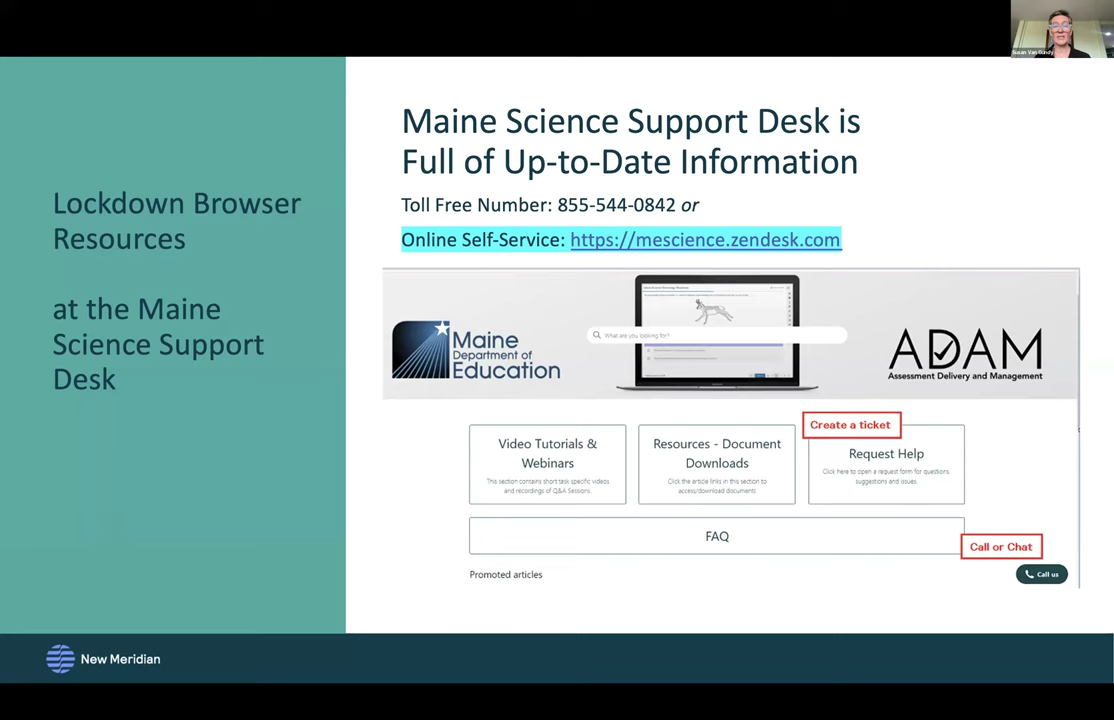 Susan Van Gundy
Lockdown Browser
Resources
at the Maine
Science Support
Desk
Maine Science Support Desk is
Full of Up-to-Date Information
Toll Free Number: 855-544-0842 or
Online Self-Service: https://mescience.zendesk.com
What are you looking for?
Maine
Department of
Education
ADAM
Assessment Delivery and Management
Create a ticket
Video Tutorials &
Webinars
This section contains short task specific videos
and recordings of Q&A Sessions.
Resources - Document
Downloads
Click the article links in this section to
access/download documents
Request Help
Click here to open a request form for questions,
suggestions and issues.
FAQ
Call or Chat
Promoted articles
Call us
New Meridian